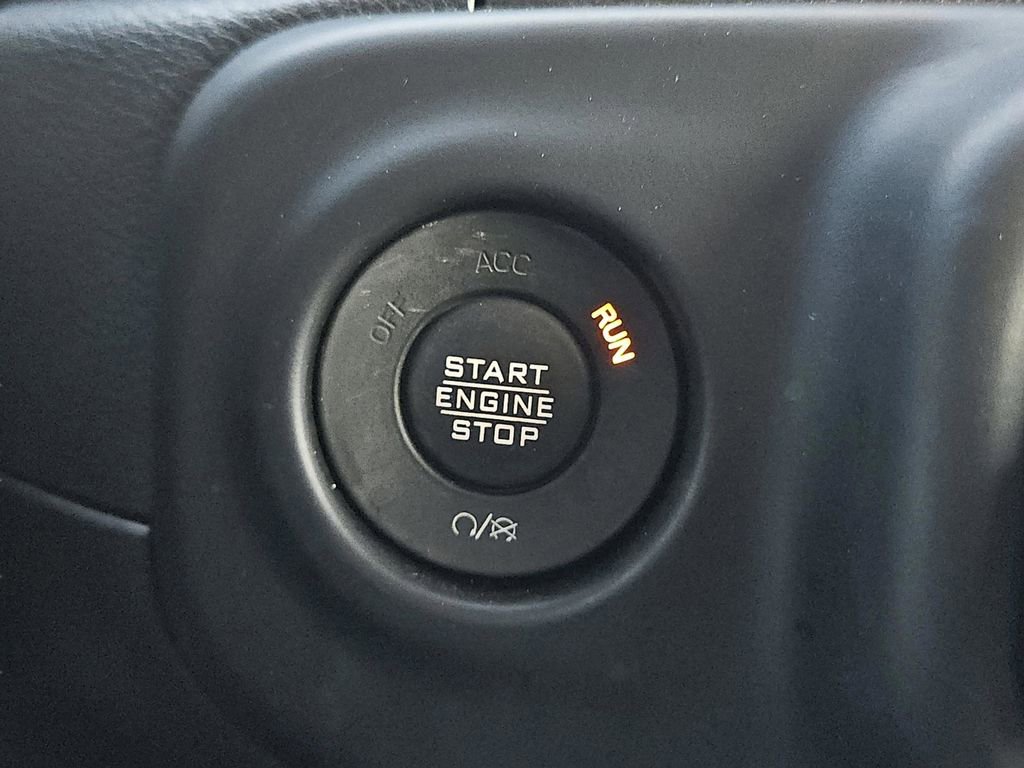 ACC
OFF
RUN
START
ENGINE
STOP